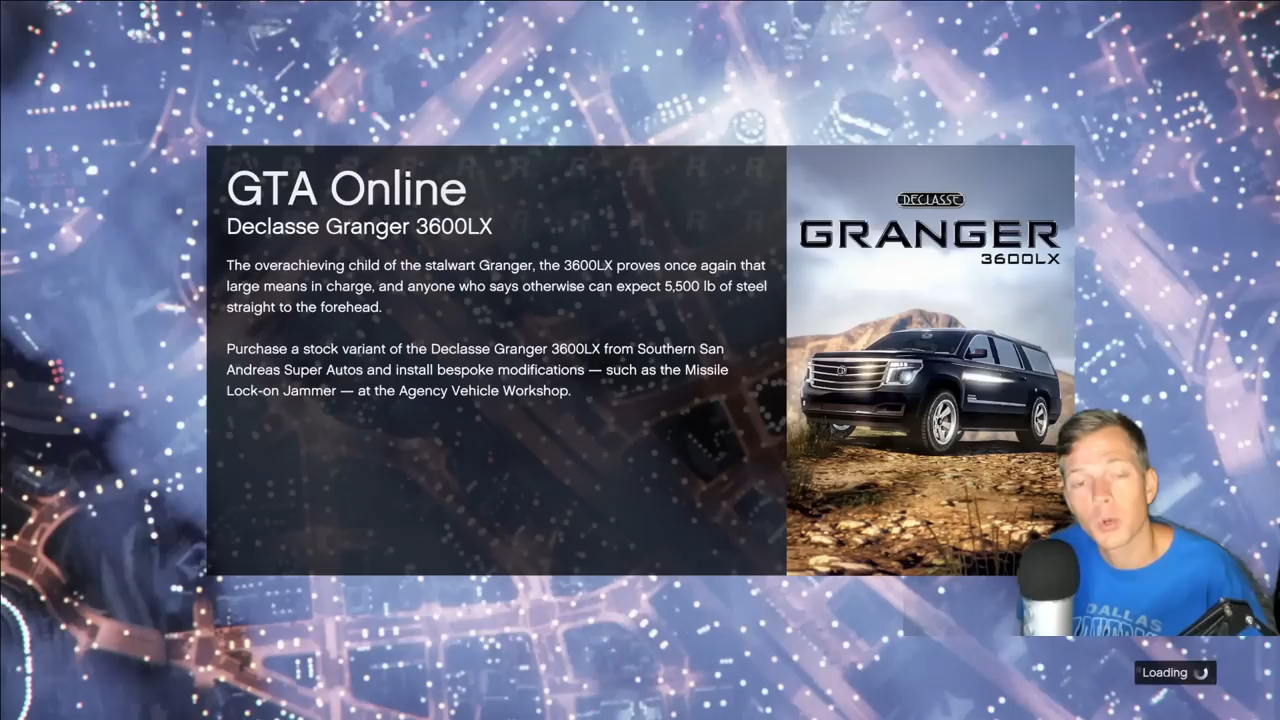 GTA Online
Declasse Granger 3600LX
The overachieving child of the stalwart Granger, the 3600LX proves once again that
large means in charge, and anyone who says otherwise can expect 5,500 lb of steel
straight to the forehead.
Purchase a stock variant of the Declasse Granger 3600LX from Southern San
Andreas Super Autos and install bespoke modifications — such as the Missile
Lock-on Jammer — at the Agency Vehicle Workshop.
DECLASSE
GRANGER
3600LX
DALLAS
Loading